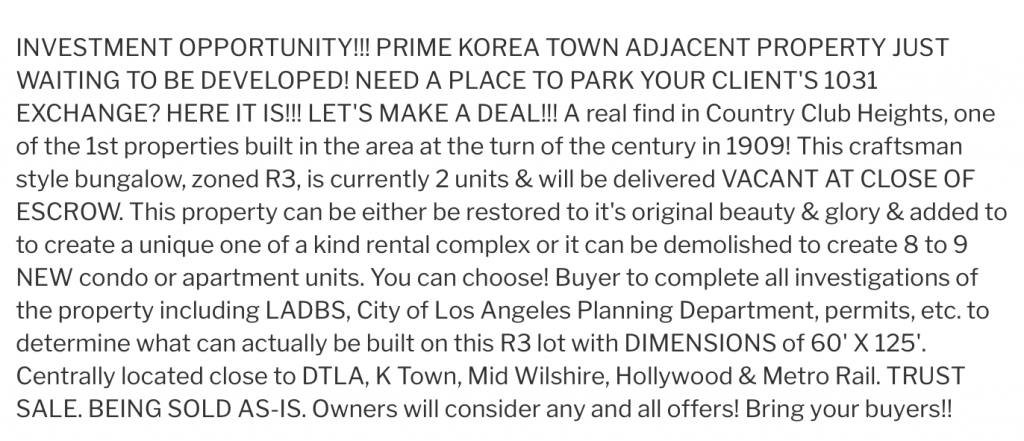 INVESTMENT OPPORTUNITY!!! PRIME KOREA TOWN ADJACENT PROPERTY JUST
WAITING TO BE DEVELOPED! NEED A PLACE TO PARK YOUR CLIENT'S 1031
EXCHANGE? HERE IT IS!!! LET'S MAKE A DEAL!!! A real find in Country Club Heights, one
of the 1st properties built in the area at the turn of the century in 1909! This craftsman
style bungalow, zoned R3, is currently 2 units & will be delivered VACANT AT CLOSE OF
ESCROW. This property can be either be restored to it's original beauty & glory & added to
to create a unique one of a kind rental complex or it can be demolished to create 8 to 9
NEW condo or apartment units. You can choose! Buyer to complete all investigations of
the property including LADBS, City of Los Angeles Planning Department, permits, etc. to
determine what can actually be built on this R3 lot with DIMENSIONS of 60' X 125'.
Centrally located close to DTLA, K Town, Mid Wilshire, Hollywood & Metro Rail. TRUST
SALE. BEING SOLD AS-IS. Owners will consider any and all offers! Bring your buyers!!